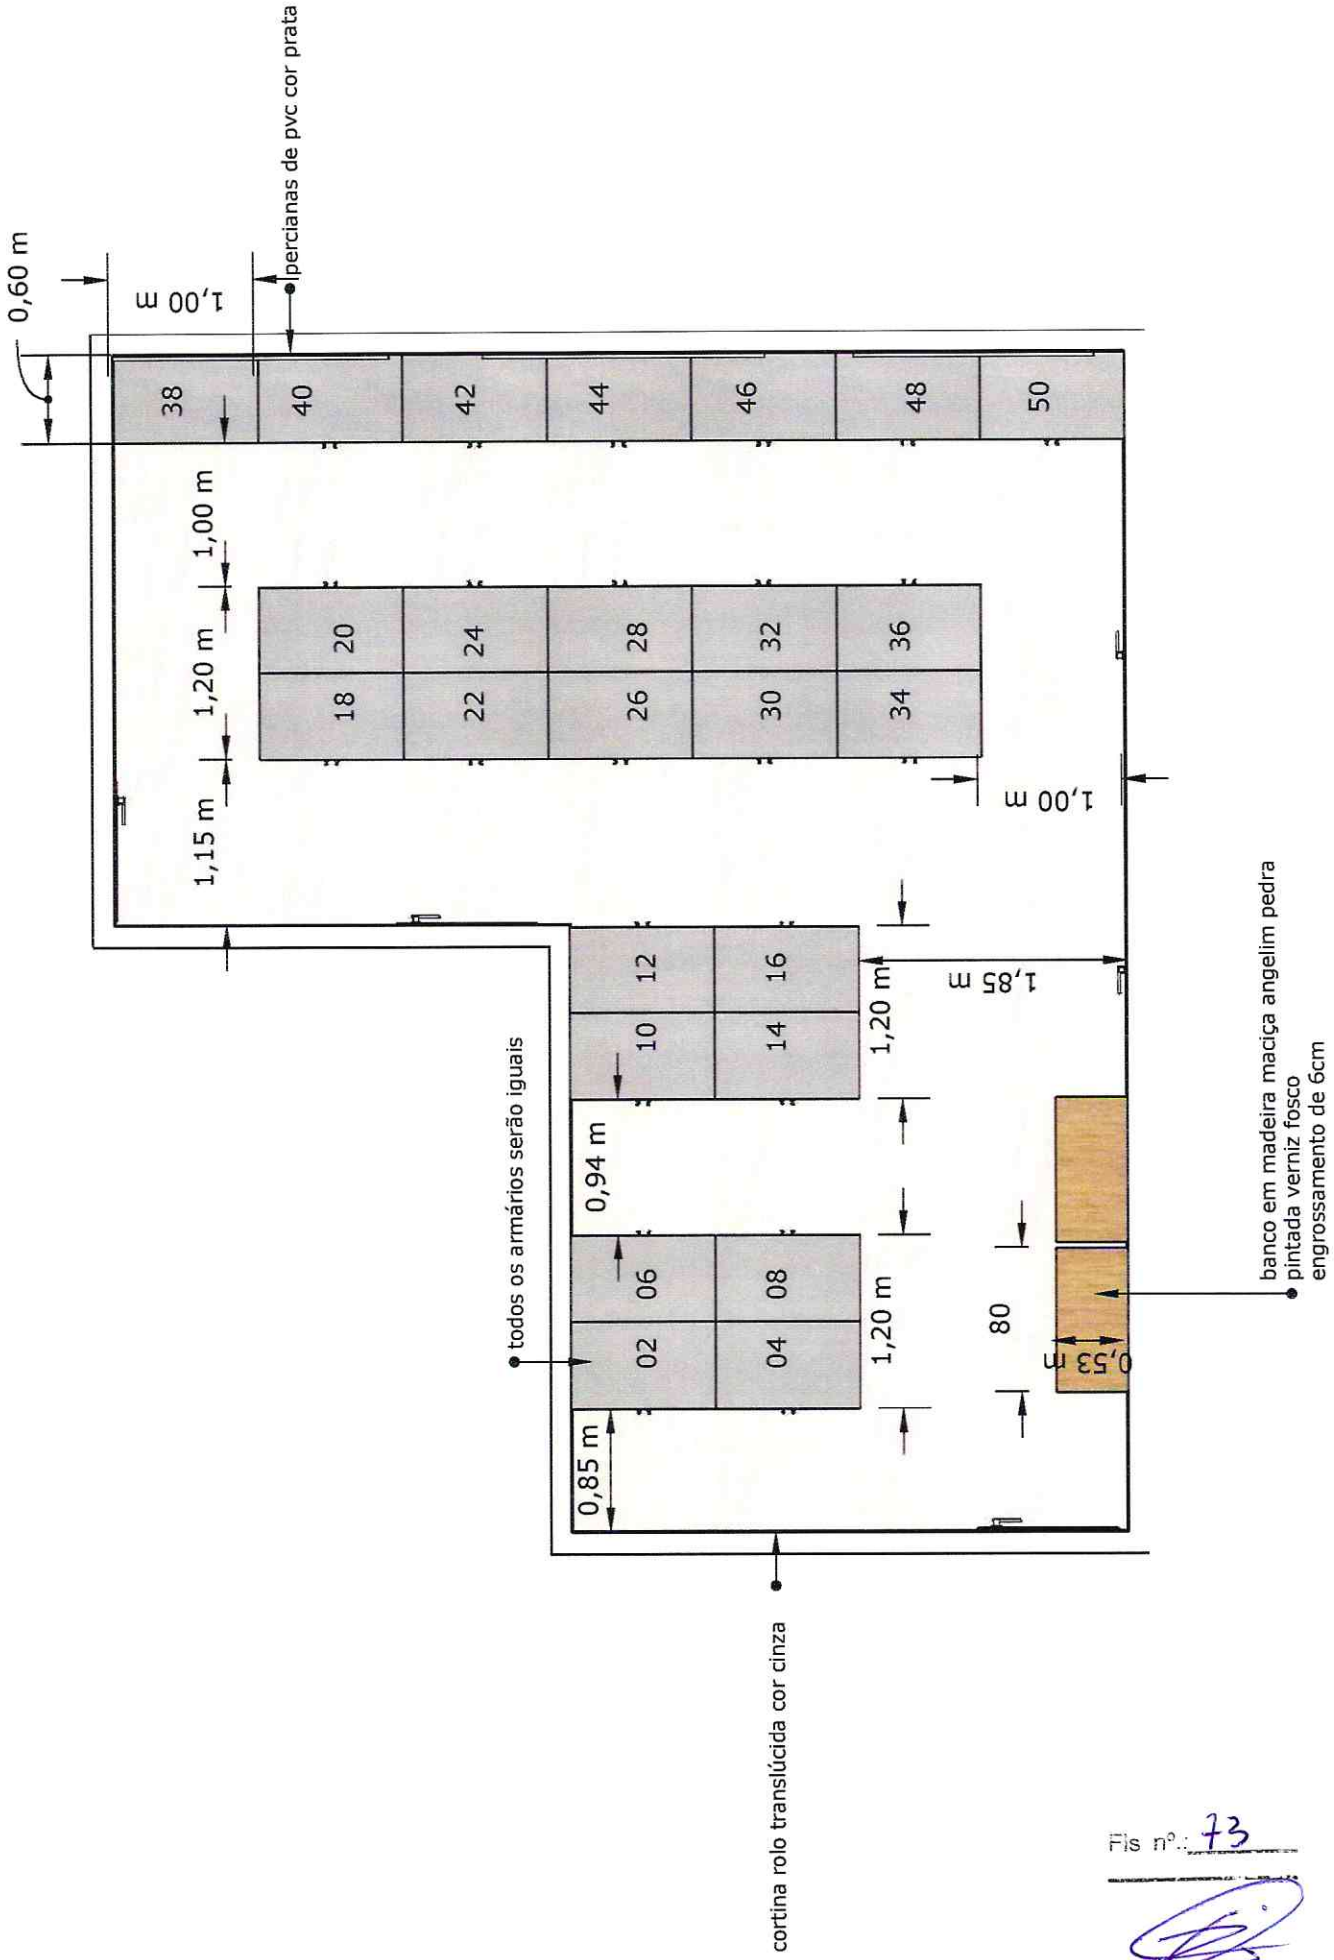 0,60 m
1,00 m
percianas de pvc cor prata
38
40
42
44
46
48
50
1,00 m
1,20 m
1,15 m
20
24
28
32
36
18
22
26
30
34
1,00 m
todos os armários serão iguais
12
16
10
14
1,20 m
1,85 m
0,94 m
06
08
02
04
1,20 m
0,85 m
80
0,53 m
banco em madeira maciça angelim pedra
pintada verniz fosco
engrossamento de 6cm
cortina rolo translúcida cor cinza
Fls nº.: 73